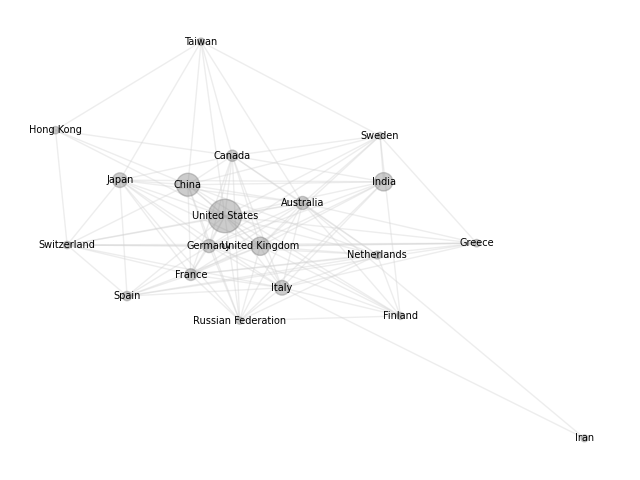 Taiwan
Hong Kong
Sweden
Canada
Japan
China
India
Australia
United States
Switzerland
Germany
United Kingdom
Greece
Netherlands
France
Italy
Spain
Russian Federation
Finland
Iran